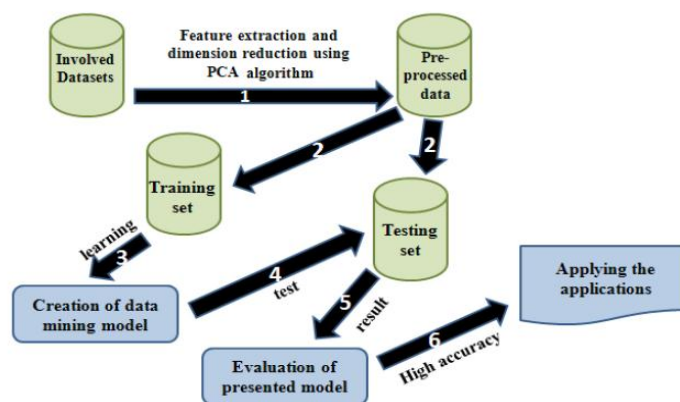 Involved
Datasets
Feature extraction and
dimension reduction using
PCA algorithm
1
Pre-
processed
data
2
2
Training
set
Testing
set
learning
3
4
test
5
result
Creation of data
mining model
Evaluation of
presented model
6
High accuracy
Applying the
applications